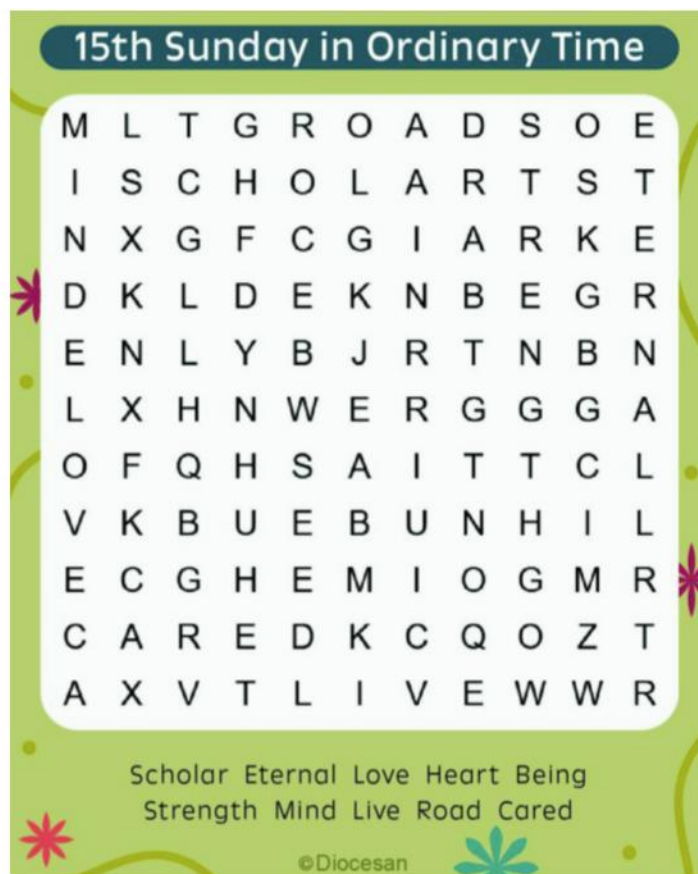 15th Sunday in Ordinary Time
M L T G R O A D S O E
I S C H O L A R T S T
N X G F C G I A R K E
D K L D E K N B E G R
E N L Y B J R T N B N
L X H N W E R G G G A
O F Q H S A I T T C L
V K B U E B U N H I L
E C G H E M I O G M R
C A R E D K C Q O Z T
A X V T L I V E W W R
Scholar Eternal Love Heart Being
Strength Mind Live Road Cared
©Diocesan